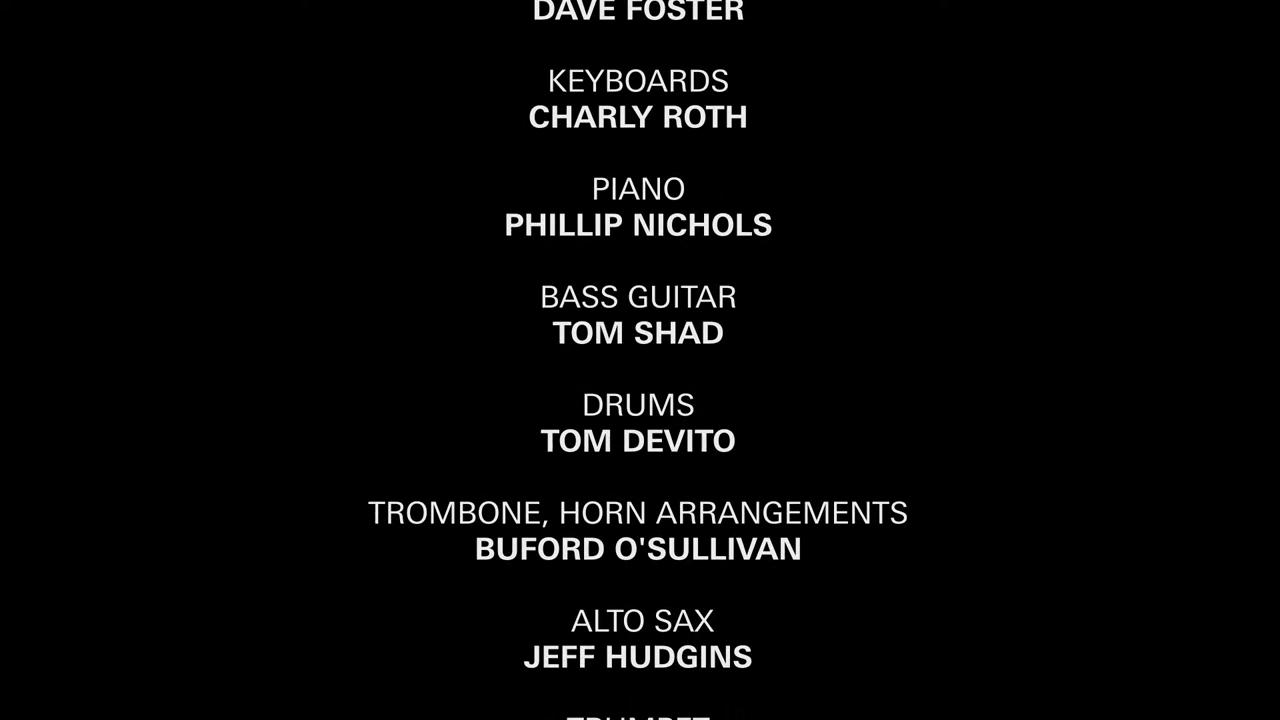 DAVE FOSTER
KEYBOARDS
CHARLY ROTH
PIANO
PHILLIP NICHOLS
BASS GUITAR
TOM SHAD
DRUMS
TOM DEVITO
TROMBONE, HORN ARRANGEMENTS
BUFORD O'SULLIVAN
ALTO SAX
JEFF HUDGINS
TRUMPET